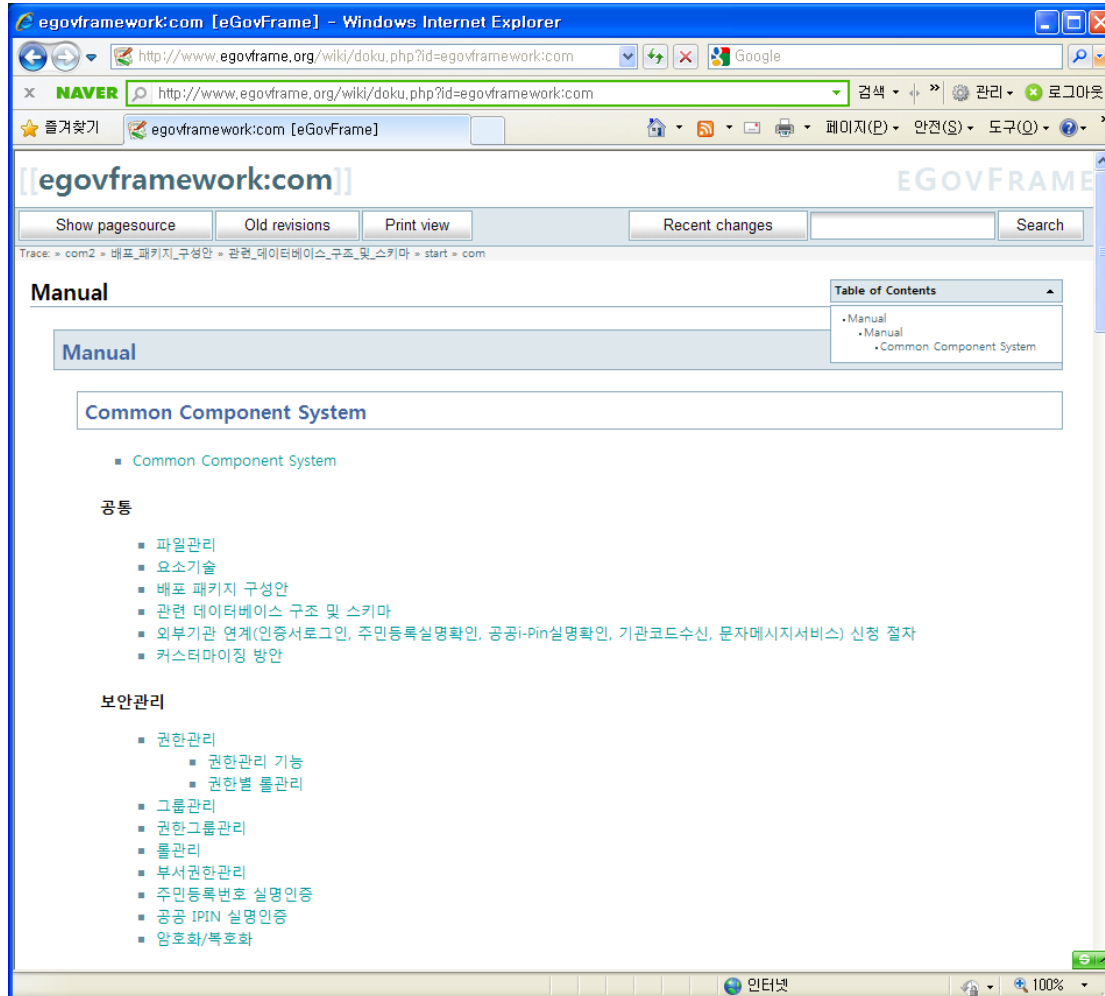 egovframework:com [eGovFrame] - Windows Internet Explorer
http://www.egovframe.org/wiki/doku.php?id=egovframework:com
Google
x NAVER http://www.egovframe.org/wiki/doku.php?id=egovframework:com 검색 » 관리 로그아웃
즐겨찾기 egovframework:com [eGovFrame] 페이지(P) 안전(S) 도구(O) »
[[egovframework:com]] EGOVFRAME
Show pagesource Old revisions Print view Recent changes Search
Trace: » com2 » 배포_패키지_구성안 » 관련_데이터베이스_구조_및_스키마 » start » com
Manual
Table of Contents
Manual
Manual
Common Component System
Manual
Common Component System
Common Component System
공통
파일관리
요소기술
배포 패키지 구성안
관련 데이터베이스 구조 및 스키마
외부기관 연계(인증서로그인, 주민등록실명확인, 공공i-Pin실명확인, 기관코드수신, 문자메시지서비스) 신청 절차
커스터마이징 방안
보안관리
권한관리
권한관리 기능
권한별 롤관리
그룹관리
권한그룹관리
롤관리
부서권한관리
주민등록번호 실명인증
공공 IPIN 실명인증
암호화/복호화
인터넷 100%